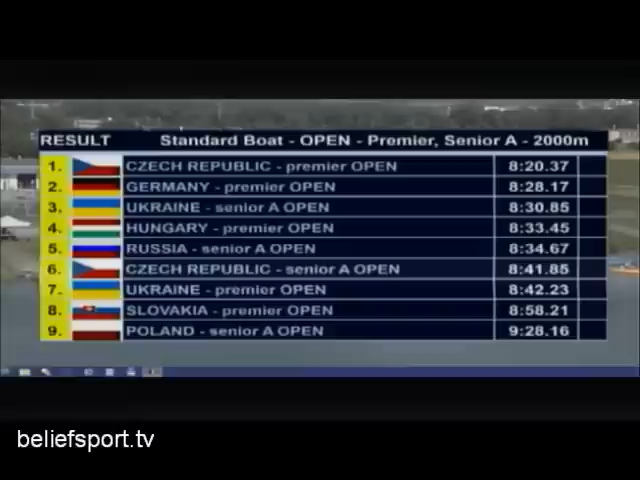 RESULT Standard Boat - OPEN - Premier, Senior A - 2000m
1. CZECH REPUBLIC - premier OPEN 8:20.37
2. GERMANY - premier OPEN 8:28.17
3. UKRAINE - senior A OPEN 8:30.85
4. HUNGARY - premier OPEN 8:33.45
5. RUSSIA - senior A OPEN 8:34.67
6. CZECH REPUBLIC - senior A OPEN 8:41.85
7. UKRAINE - premier OPEN 8:42.23
8. SLOVAKIA - premier OPEN 8:58.21
9. POLAND - senior A OPEN 9:28.16
beliefsport.tv